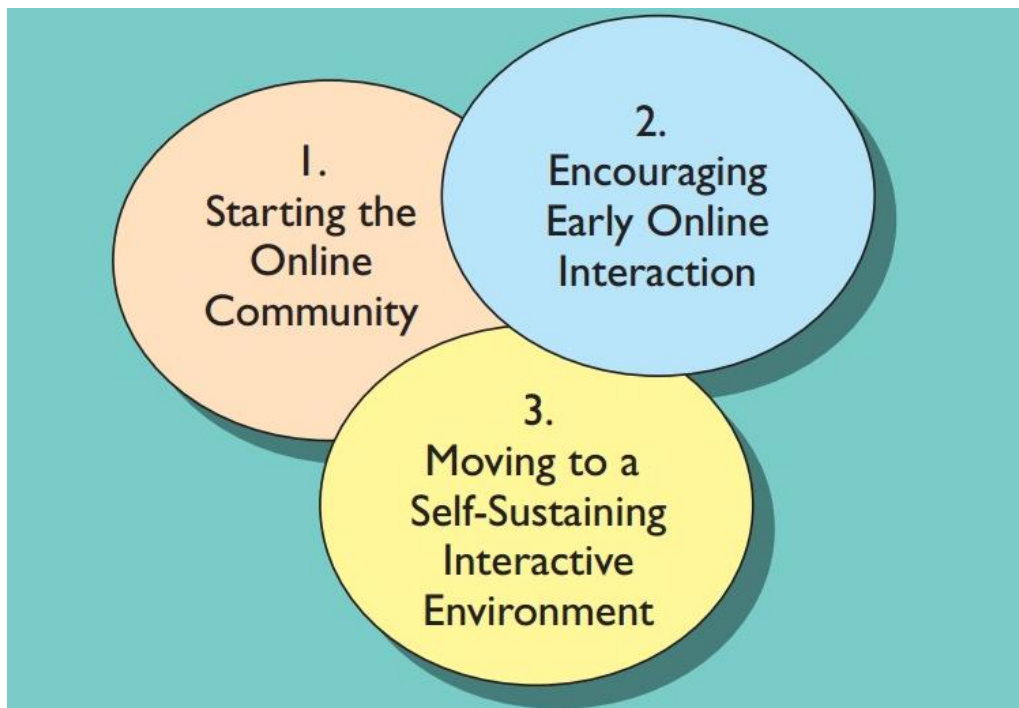 1.
Starting the
Online
Community
2.
Encouraging
Early Online
Interaction
3.
Moving to a
Self-Sustaining
Interactive
Environment